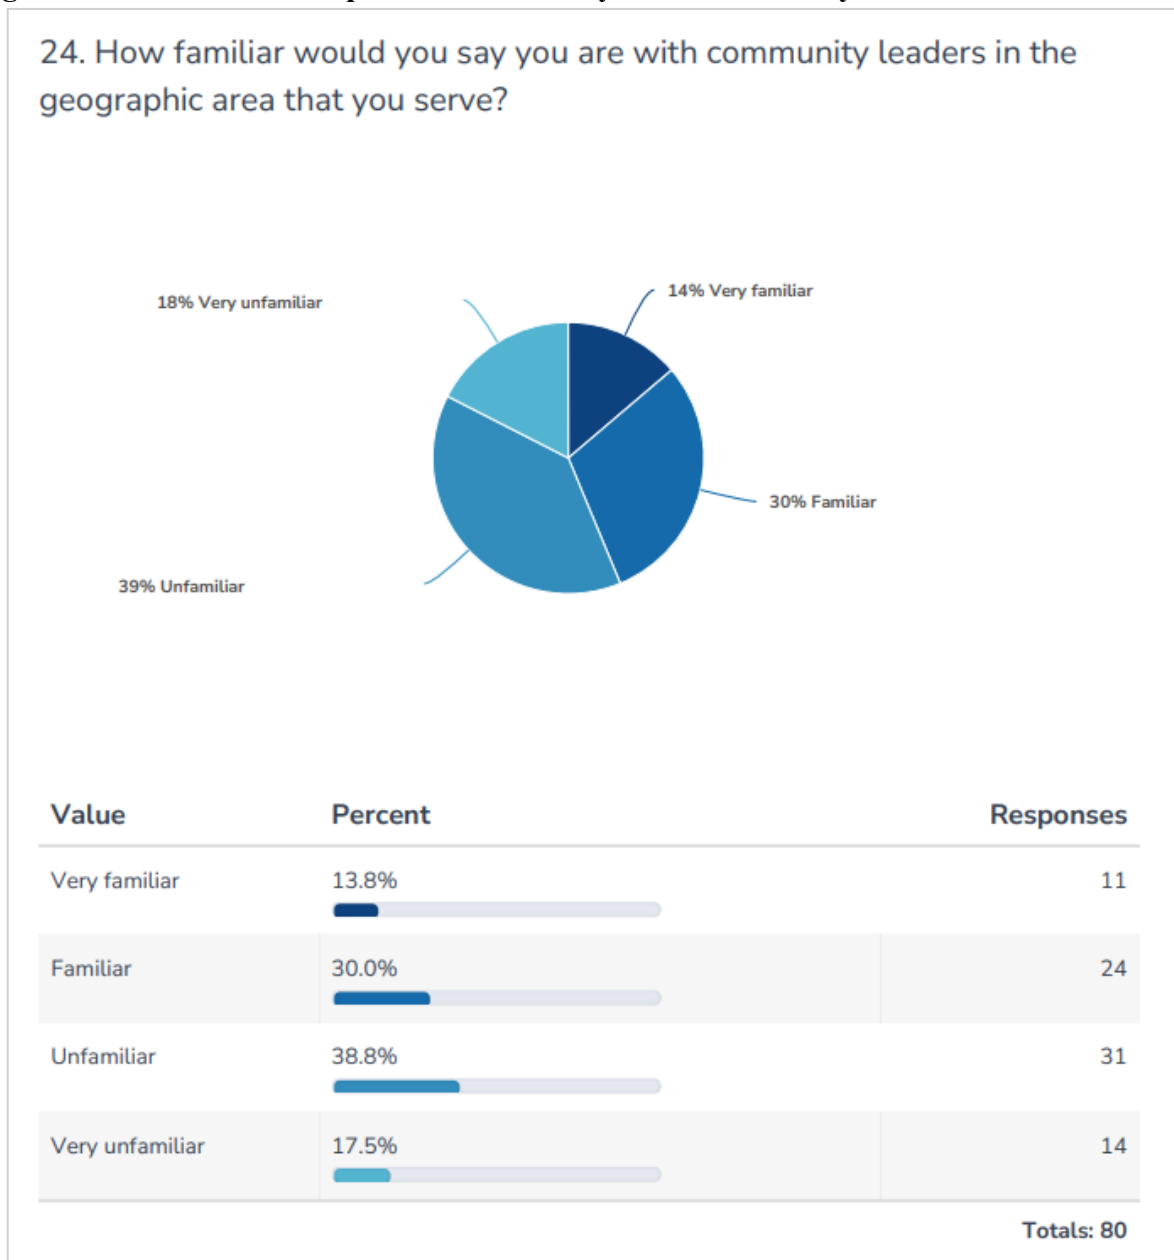 24. How familiar would you say you are with community leaders in the
geographic area that you serve?
18% Very unfamiliar
14% Very familiar
30% Familiar
39% Unfamiliar
Value Percent Responses
Very familiar 13.8% 11
Familiar 30.0% 24
Unfamiliar 38.8% 31
Very unfamiliar 17.5% 14
Totals: 80